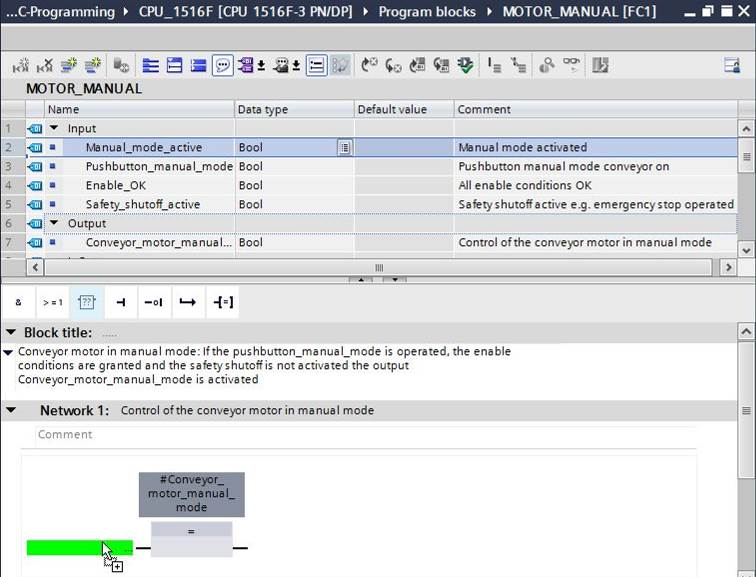 ...C-Programming CPU_1516F [CPU 1516F-3 PN/DP] Program blocks MOTOR_MANUAL [FC1]
MOTOR_MANUAL
Name Data type Default value Comment
1 Input
2 Manual_mode_active Bool Manual mode activated
3 Pushbutton_manual_mode Bool Pushbutton manual mode conveyor on
4 Enable_OK Bool All enable conditions OK
5 Safety_shutoff_active Bool Safety shutoff active e.g. emergency stop operated
6 Output
7 Conveyor_motor_manual... Bool Control of the conveyor motor in manual mode
& >=1 ??
Block title: .....
Conveyor motor in manual mode: If the pushbutton_manual_mode is operated, the enable
conditions are granted and the safety shutoff is not activated the output
Conveyor_motor_manual_mode is activated
Network 1: Control of the conveyor motor in manual mode
Comment
#Conveyor_
motor_manual_
mode
=
...